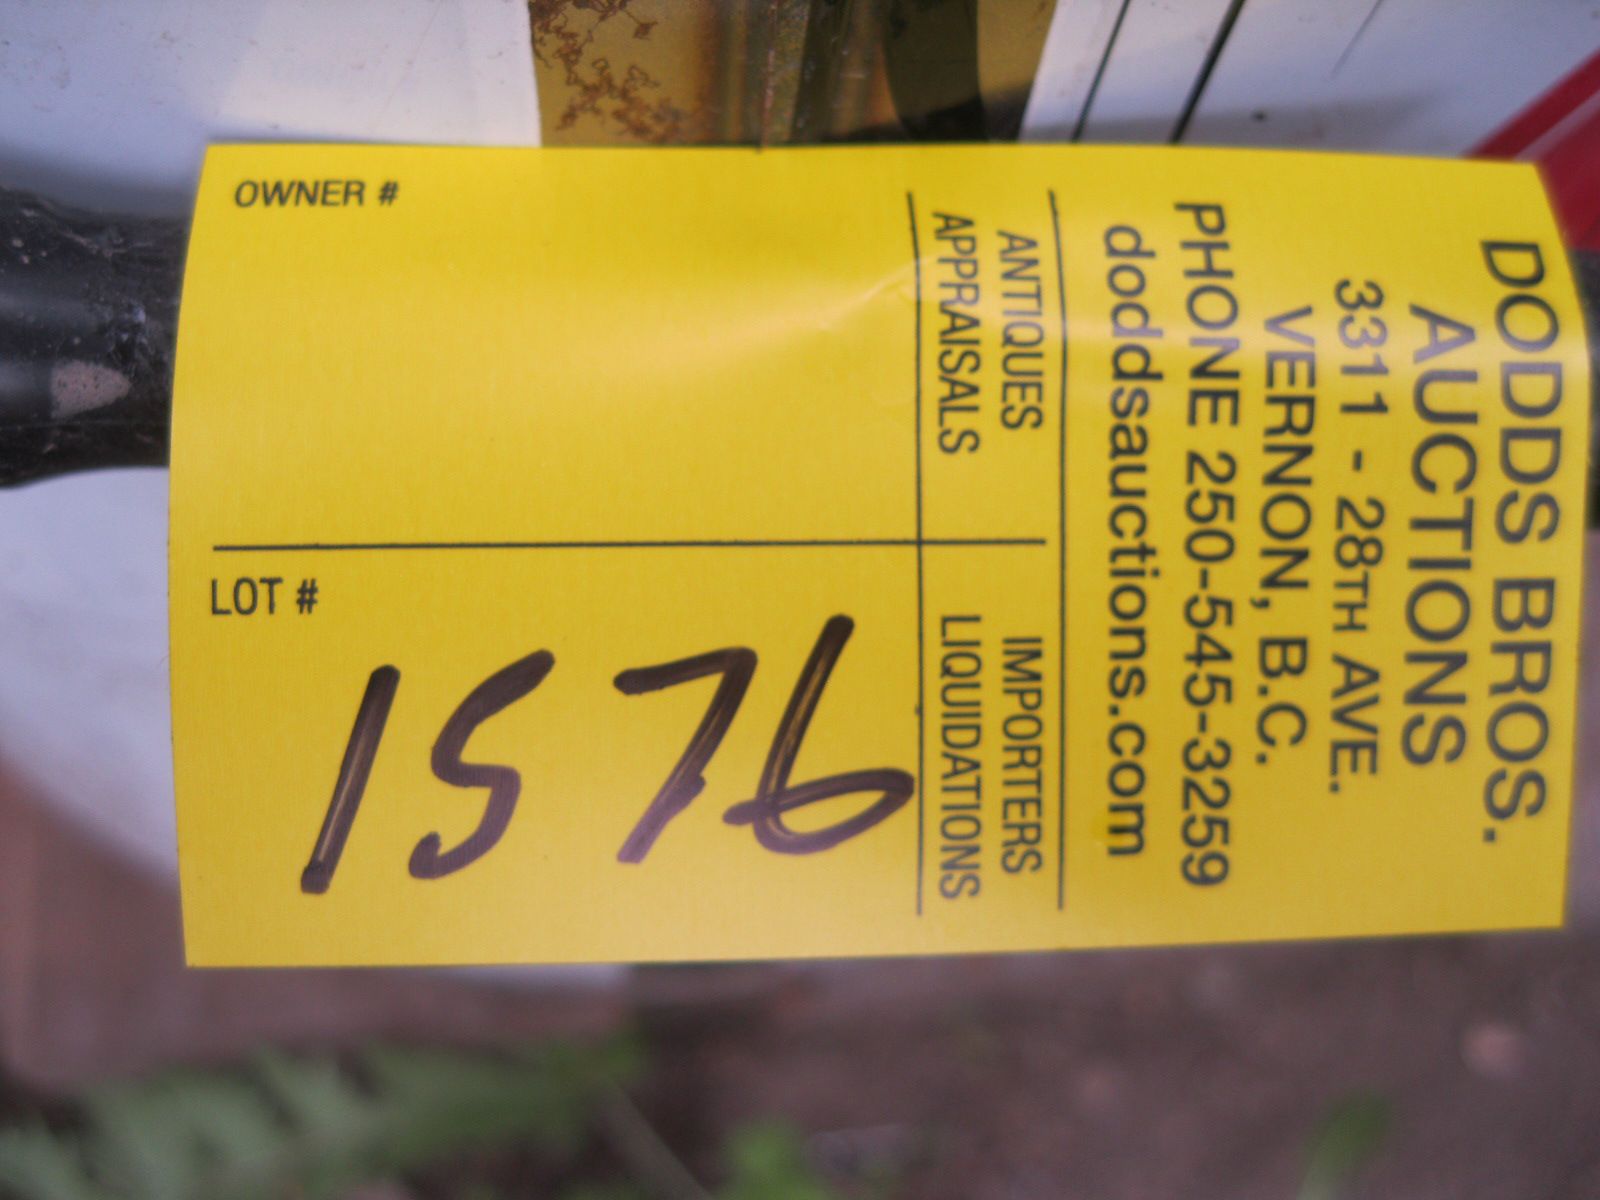 DODDS BROS.
AUCTIONS
3311 - 28TH AVE.
VERNON, B.C.
PHONE 250-545-3259
doddsauctions.com
ANTIQUES
APPRAISALS
IMPORTERS
LIQUIDATIONS
OWNER #
LOT #
1576